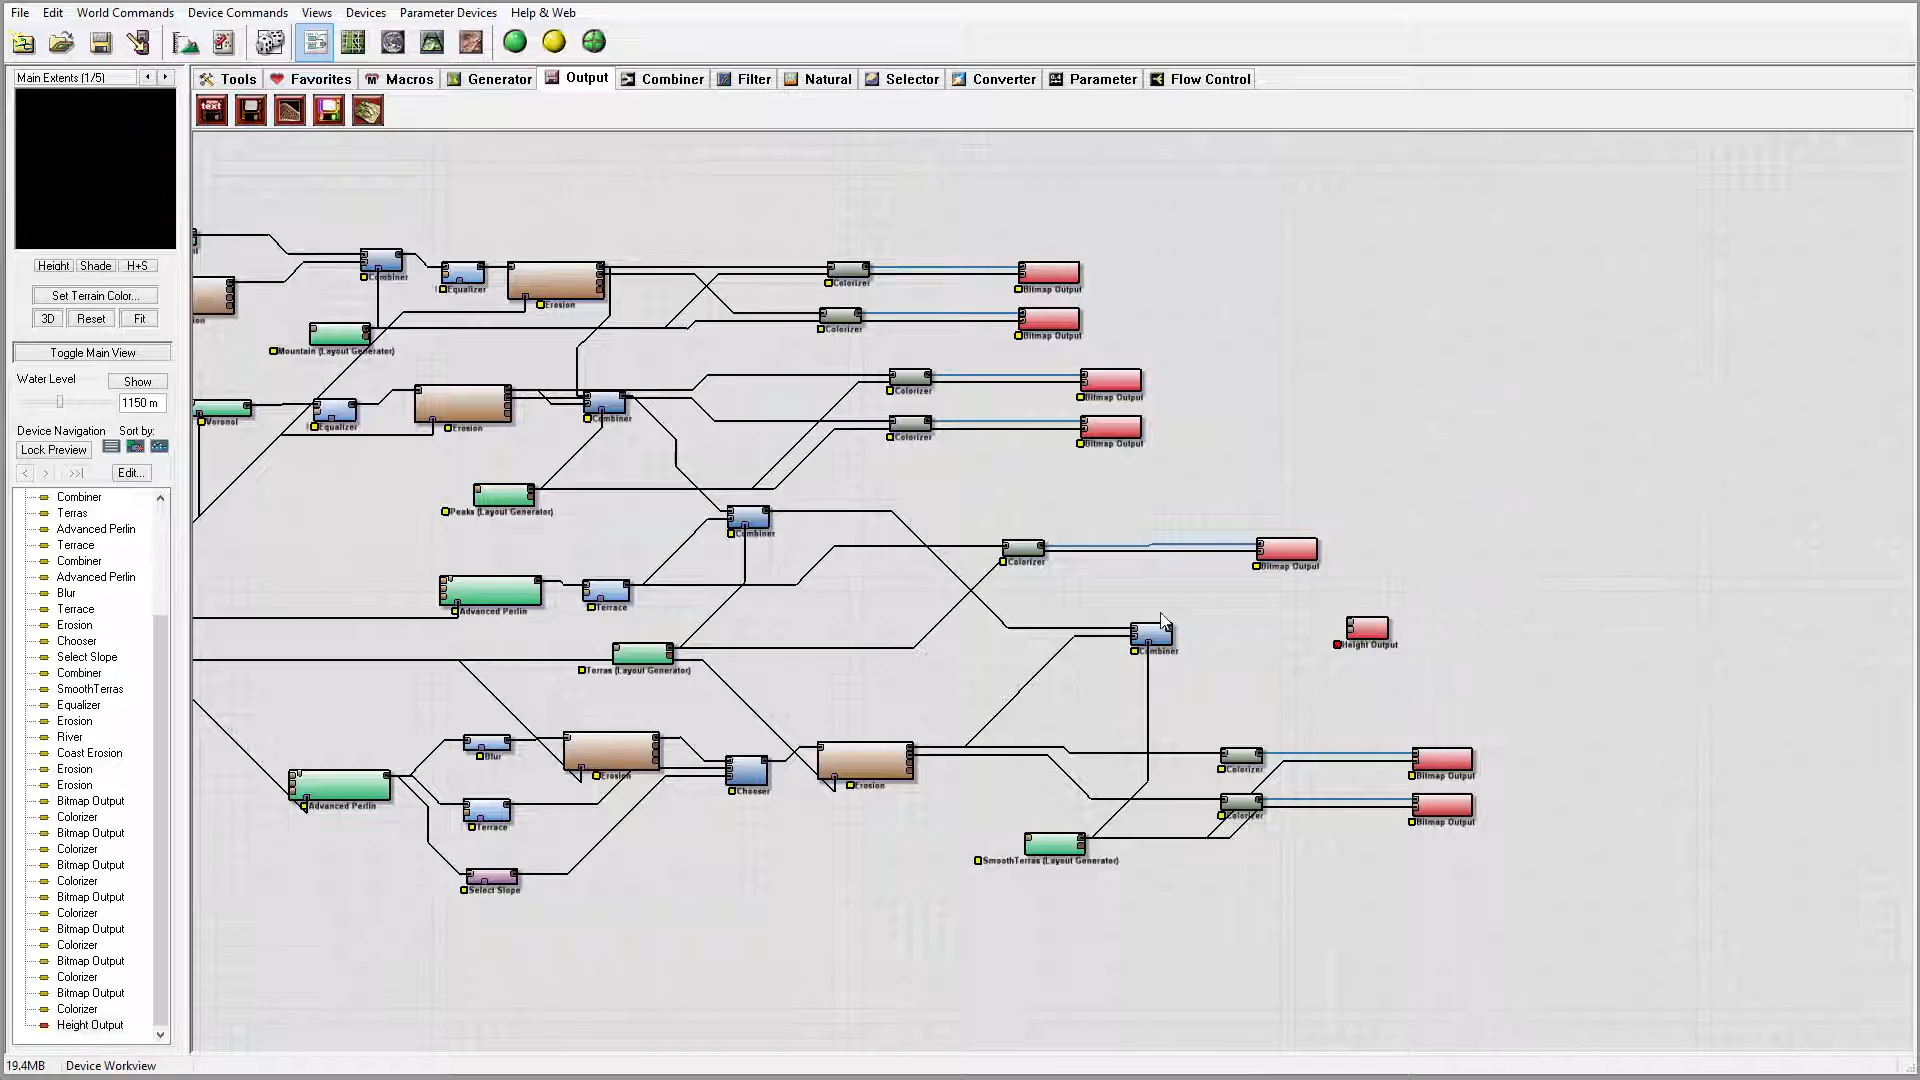 File Edit World Commands Device Commands Views Devices Parameter Devices Help & Web
Main Extents (1/5)
Tools Favorites Macros Generator Output Combiner Filter Natural Selector Converter Parameter Flow Control
text
Height Shade H+S
Set Terrain Color...
3D Reset Fit
Toggle Main View
Water Level Show
1150 m
Device Navigation Sort by:
Lock Preview
< > >>| Edit...
Combiner
Terras
Advanced Perlin
Terrace
Combiner
Advanced Perlin
Blur
Terrace
Erosion
Chooser
Select Slope
Combiner
SmoothTerras
Equalizer
Erosion
River
Coast Erosion
Erosion
Erosion
Bitmap Output
Colorizer
Bitmap Output
Colorizer
Bitmap Output
Colorizer
Bitmap Output
Colorizer
Bitmap Output
Colorizer
Bitmap Output
Colorizer
Bitmap Output
Colorizer
Height Output
Combiner
Equalizer
Erosion
Colorizer
Bitmap Output
Colorizer
Bitmap Output
Mountain (Layout Generator)
Voronoi
Equalizer
Erosion
Combiner
Colorizer
Bitmap Output
Colorizer
Bitmap Output
Peaks (Layout Generator)
Combiner
Colorizer
Bitmap Output
Advanced Perlin
Terrace
Combiner
Height Output
Terras (Layout Generator)
Blur
Erosion
Chooser
Erosion
Colorizer
Bitmap Output
Advanced Perlin
Terrace
Colorizer
Bitmap Output
SmoothTerras (Layout Generator)
Select Slope
19.4MB Device Workview